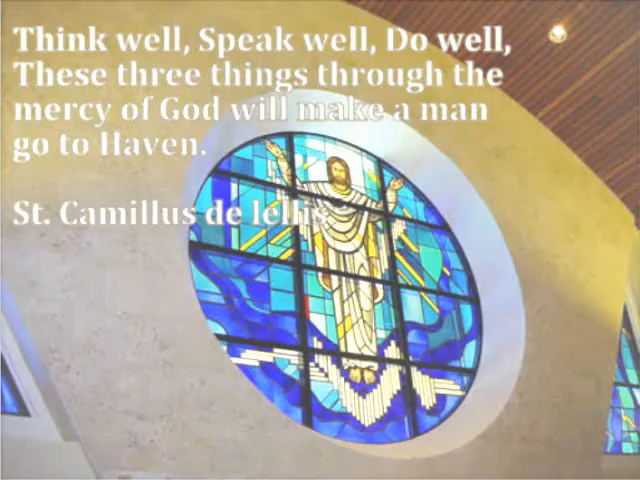 Think well, Speak well, Do well,
These three things through the
mercy of God will make a man
go to Haven.
St. Camillus de lellis